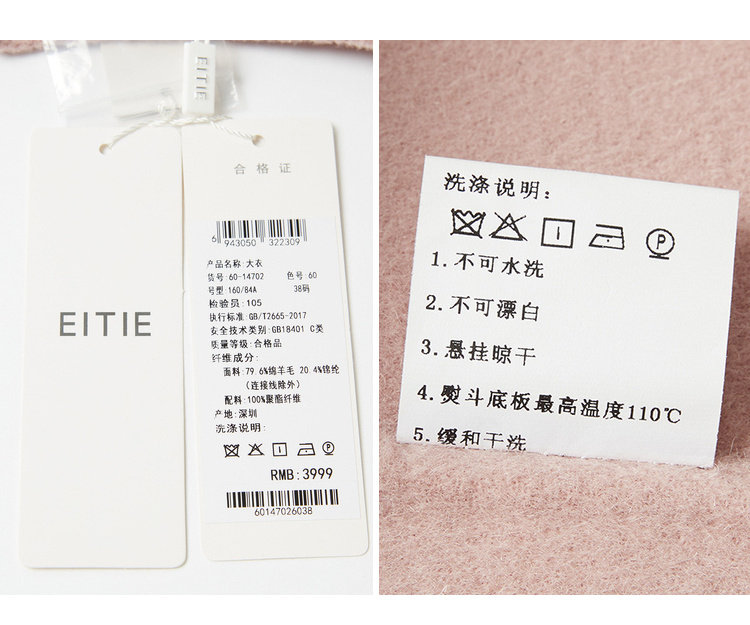 EITIE
EITIE
合格证
6 943050 322309
产品名称:大衣
货号:60-14702 色号:60
号型:160/84A 38码
检验员:105
执行标准:GB/T2665-2017
安全技术类别:GB18401 C类
质量等级:合格品
纤维成分:
面料:79.6%绵羊毛 20.4%锦纶
(连接线除外)
配料:100%聚酯纤维
产地:深圳
洗涤说明:
P
RMB:3999
60147026038
洗涤说明:
P
1.不可水洗
2.不可漂白
3.悬挂晾干
4.熨斗底板最高温度110℃
5.缓和干洗